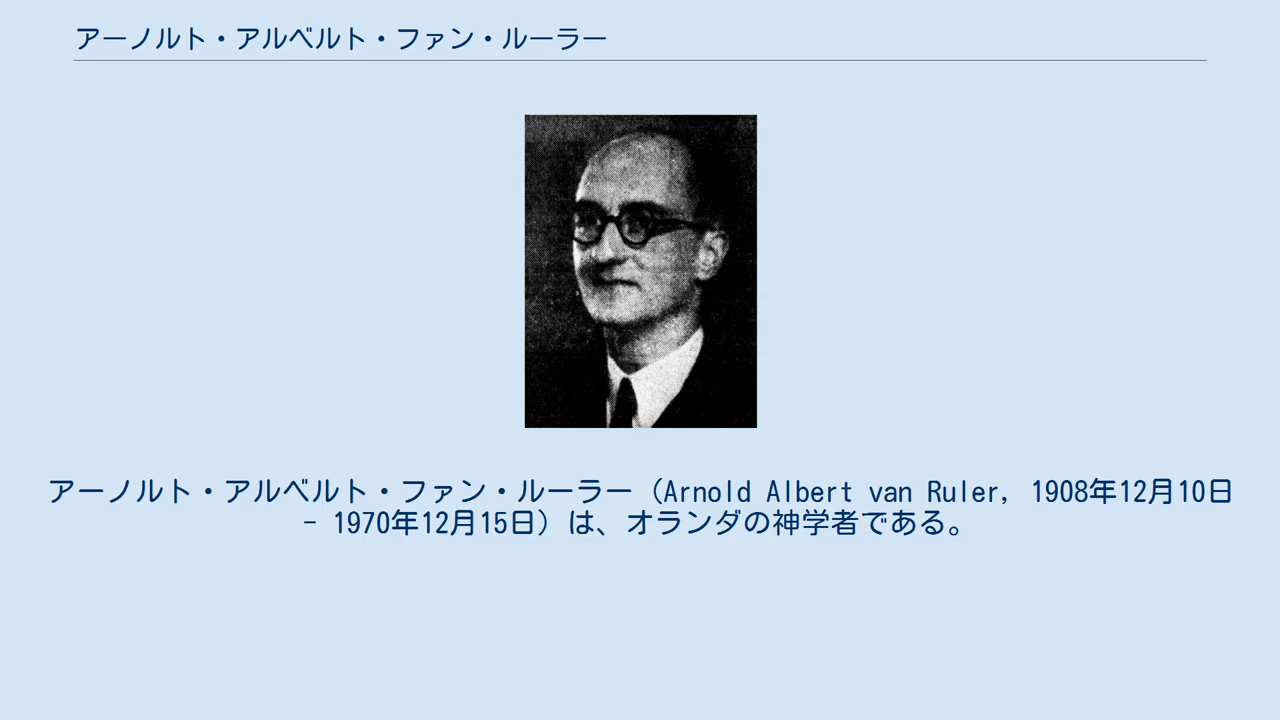 アーノルト・アルベルト・ファン・ルーラー
アーノルト・アルベルト・ファン・ルーラー（Arnold Albert van Ruler, 1908年12月10日
- 1970年12月15日）は、オランダの神学者である。